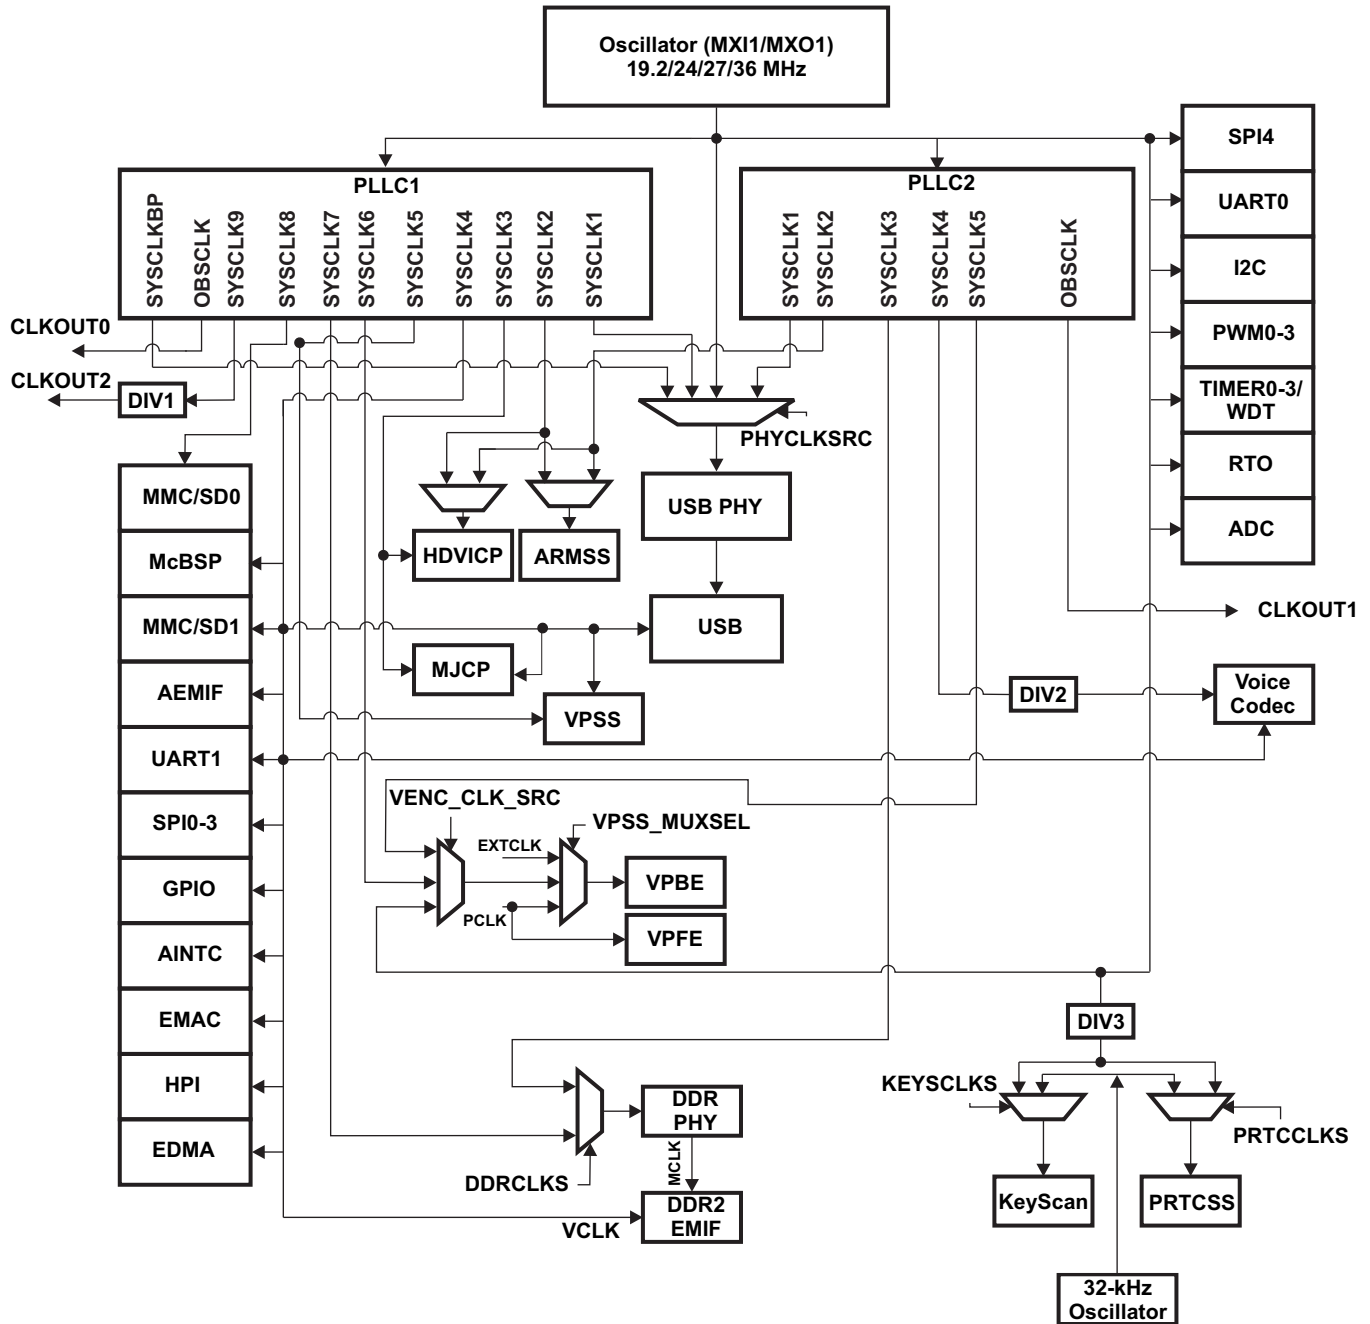 Oscillator (MXI1/MXO1)
19.2/24/27/36 MHz
PLLC1
SYSCLKBP
OBSCLK
SYSCLK9
SYSCLK8
SYSCLK7
SYSCLK6
SYSCLK5
SYSCLK4
SYSCLK3
SYSCLK2
SYSCLK1
PLLC2
SYSCLK1
SYSCLK2
SYSCLK3
SYSCLK4
SYSCLK5
OBSCLK
SPI4
UART0
I2C
PWM0-3
TIMER0-3/
WDT
RTO
ADC
CLKOUT0
CLKOUT2
DIV1
PHYCLKSRC
MMC/SD0
McBSP
MMC/SD1
AEMIF
UART1
SPI0-3
GPIO
AINTC
EMAC
HPI
EDMA
HDVICP
ARMSS
USB PHY
USB
MJCP
VPSS
CLKOUT1
DIV2
Voice
Codec
VENC_CLK_SRC
VPSS_MUXSEL
EXTCLK
PCLK
VPBE
VPFE
DIV3
KEYSCLKS
PRTCCLKS
KeyScan
PRTCSS
32-kHz
Oscillator
DDR
PHY
MCLK
DDRCLKS
DDR2
EMIF
VCLK